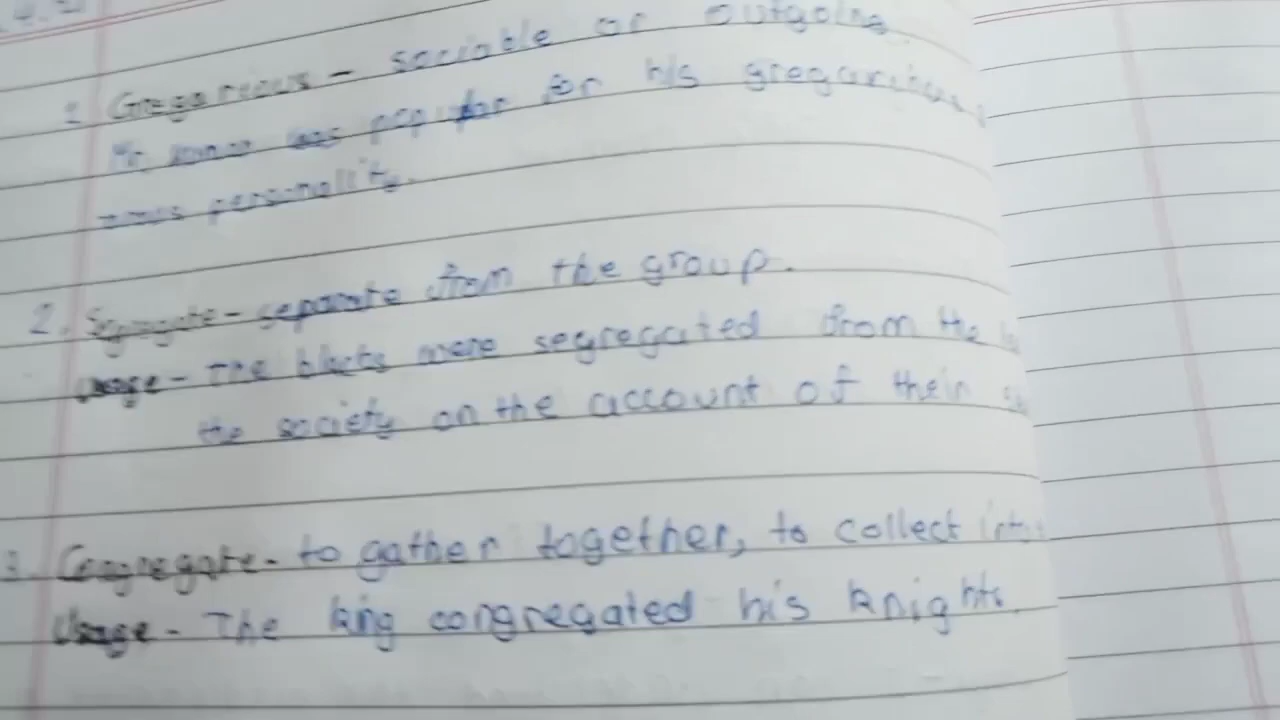 1 Gregarious - sociable or outgoing
Mr. was popular for his
personality.
2. Segregate - separate from the group.
Usage - The blacks were segregated from the
the society on the account of their
3 Congregate - to gather together, to collect into
Usage - The king congregated his knights.